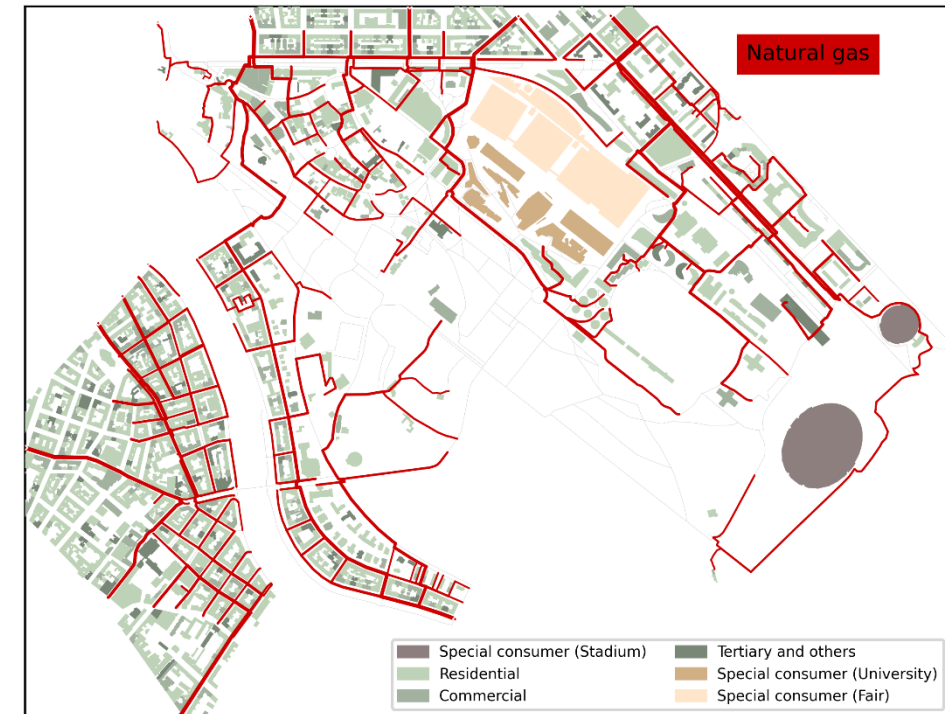 Natural gas
Special consumer (Stadium)
Residential
Commercial
Tertiary and others
Special consumer (University)
Special consumer (Fair)